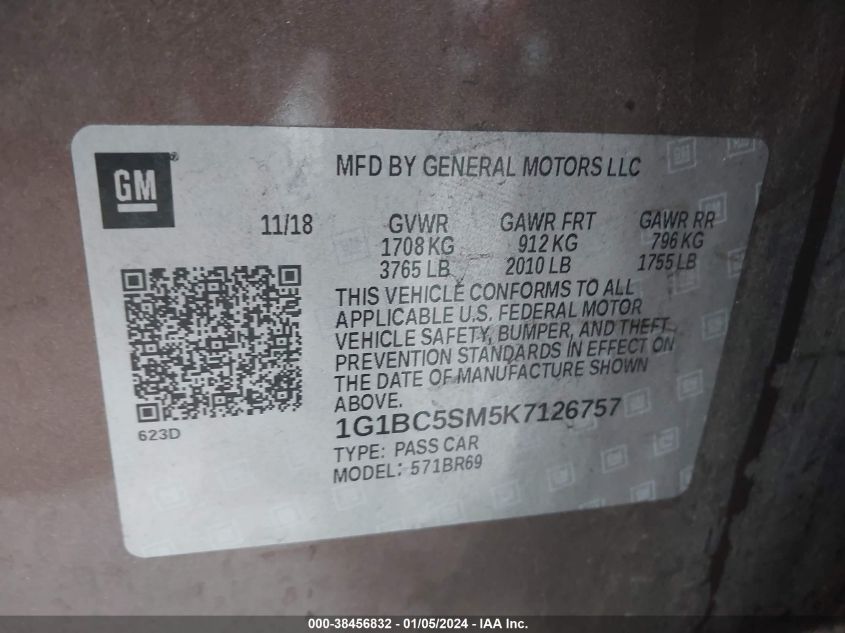 GM
MFD BY GENERAL MOTORS LLC
11/18 GVWR GAWR FRT GAWR RR
1708 KG 912 KG 796 KG
3765 LB 2010 LB 1755 LB
THIS VEHICLE CONFORMS TO ALL
APPLICABLE U.S. FEDERAL MOTOR
VEHICLE SAFETY, BUMPER, AND THEFT
PREVENTION STANDARDS IN EFFECT ON
THE DATE OF MANUFACTURE SHOWN
ABOVE.
623D
1G1BC5SM5K7126757
TYPE: PASS CAR
MODEL: 571BR69
000-38456832 - 01/05/2024 - IAA Inc.